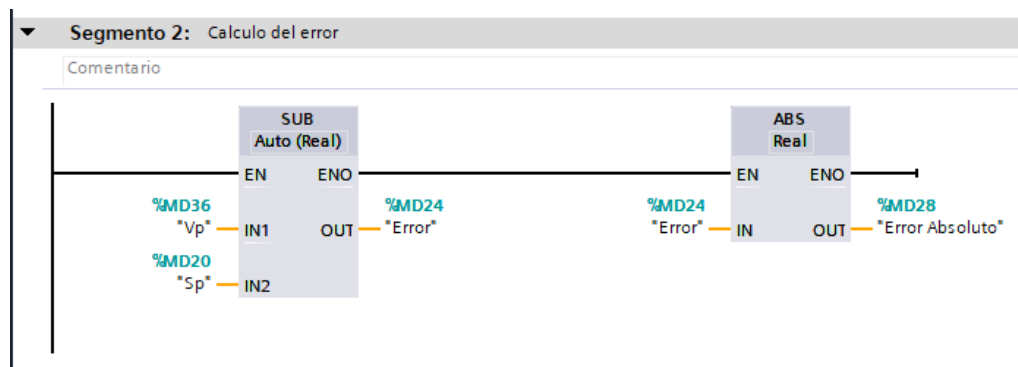 Segmento 2: Calculo del error
Comentario
SUB
Auto (Real)
EN ENO
%MD36
"Vp" IN1
%MD20
"Sp" IN2
OUT
%MD24
"Error"
ABS
Real
EN ENO
%MD24
"Error" IN
OUT
%MD28
"Error Absoluto"